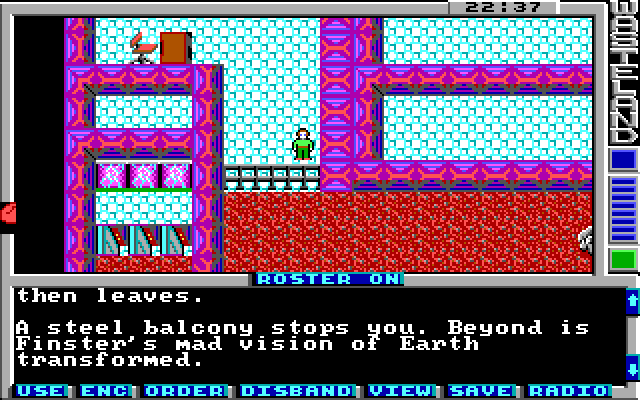 22:37
WASTELAND
ROSTER ON
then leaves.
A steel balcony stops you. Beyond is
Finster's mad vision of Earth
transformed.
USE ENC ORDER DISBAND VIEW SAVE RADIO